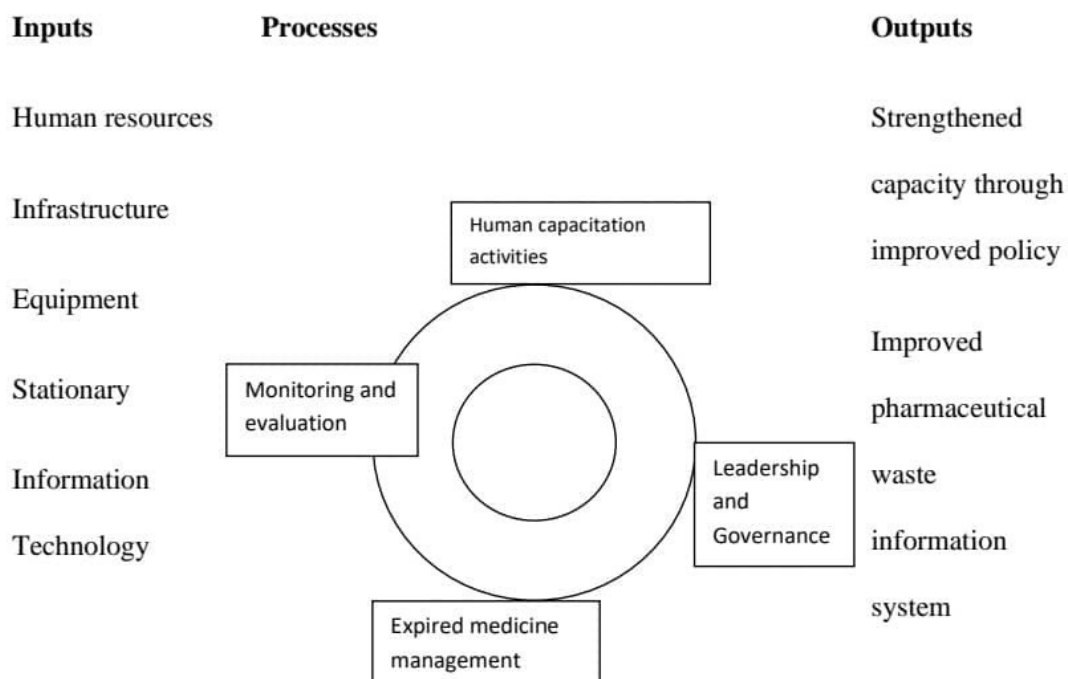 Inputs
Processes
Outputs
Human resources
Infrastructure
Equipment
Stationary
Information
Technology
Human capacitation
activities
Monitoring and
evaluation
Leadership
and
Governance
Expired medicine
management
Strengthened
capacity through
improved policy
Improved
pharmaceutical
waste
information
system